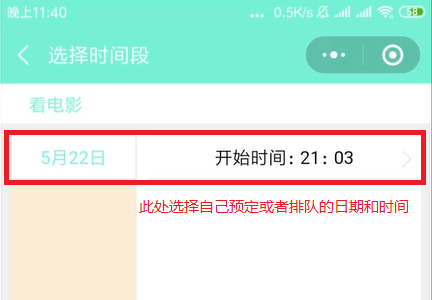 晚上11:40
... 0.5K/s 58
选择时间段
看电影
5月22日 开始时间：21：03
此处选择自己预定或者排队的日期和时间